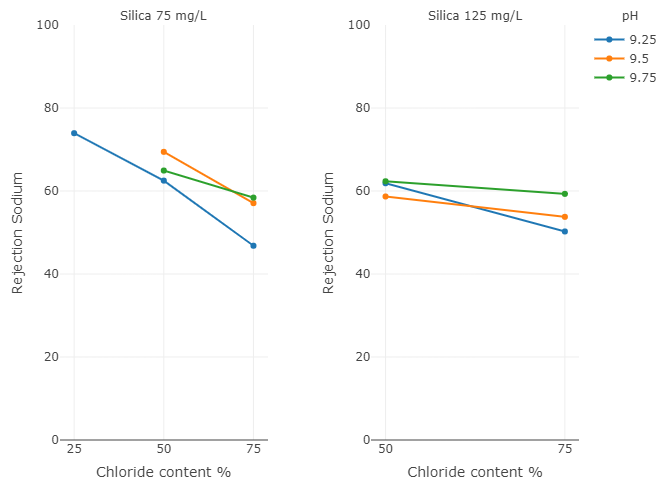 Silica 75 mg/L
Silica 125 mg/L
pH
9.25
9.5
9.75
100
80
60
40
20
0
Rejection Sodium
25
50
75
Chloride content %
100
80
60
40
20
0
Rejection Sodium
50
75
Chloride content %